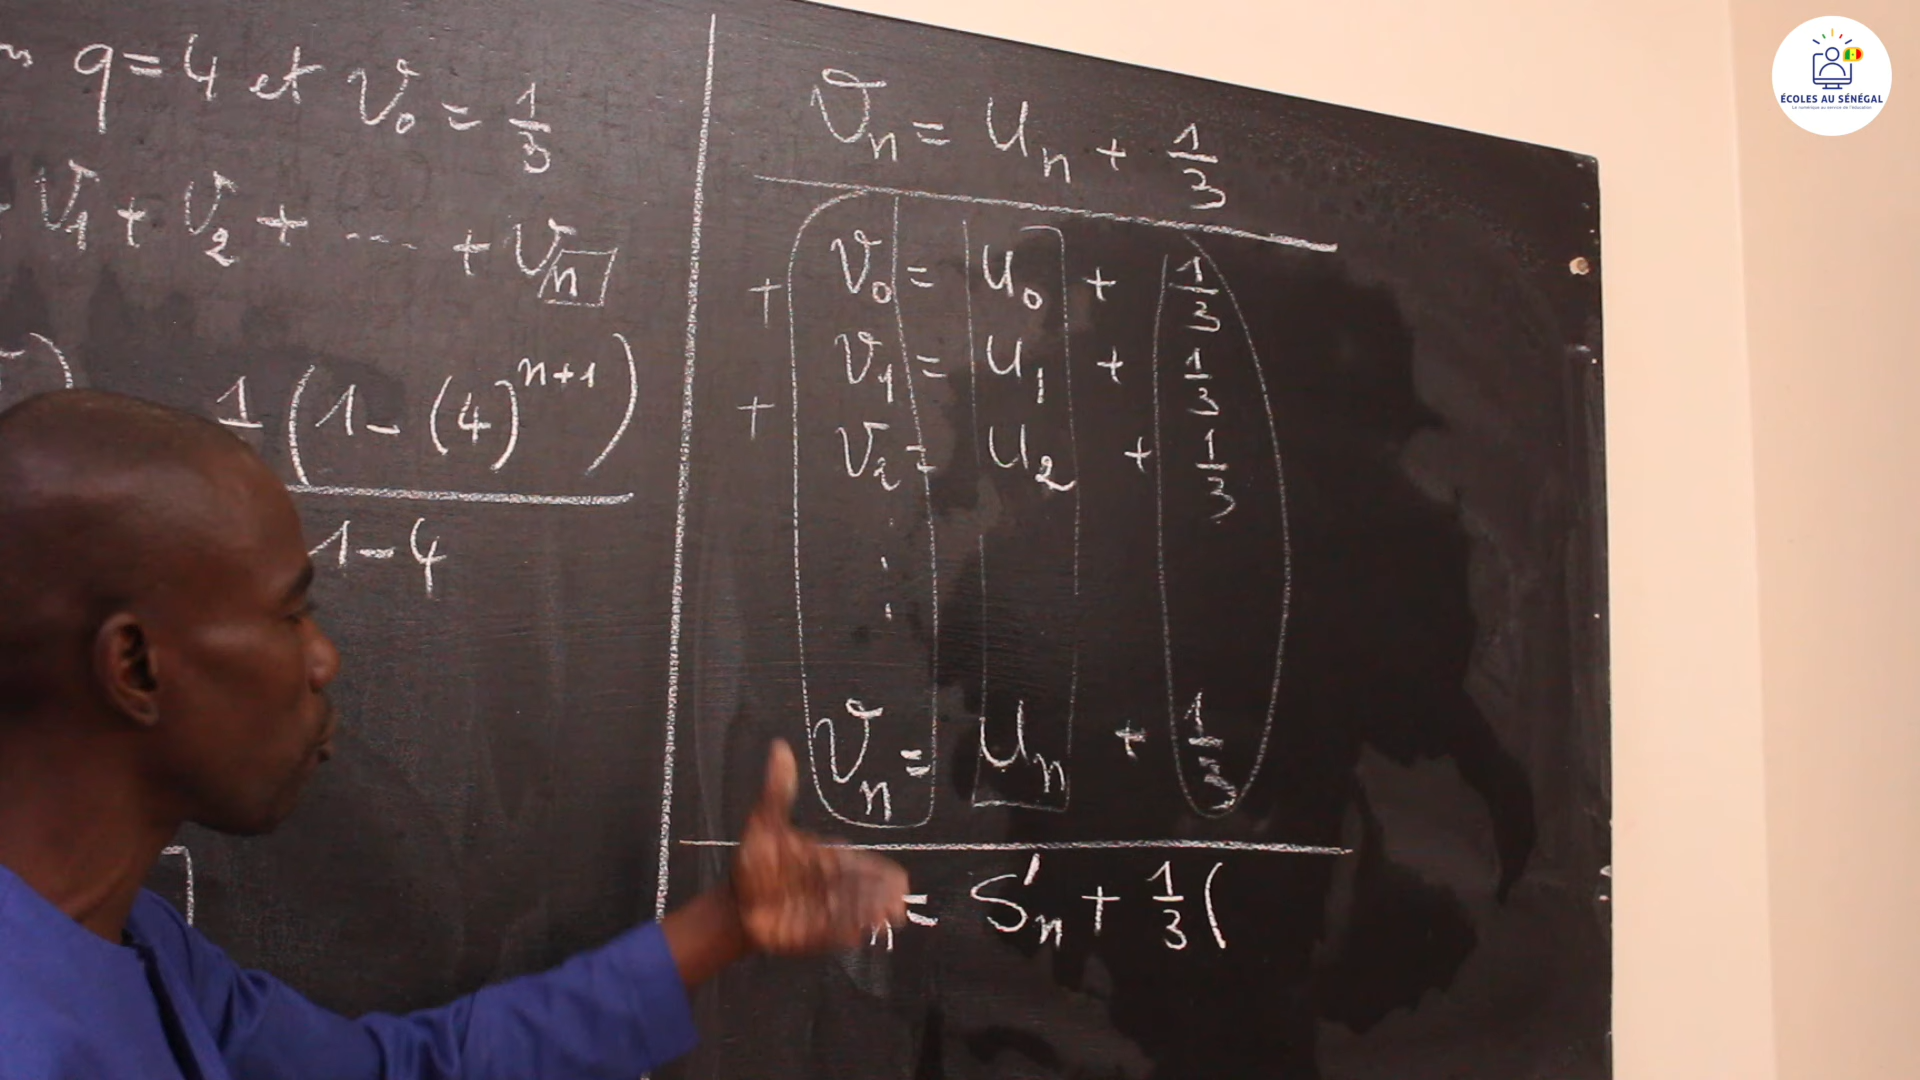 q = 4 et V₀ = 1/3
V₁ + V₂ + .... + Vₙ
1/ (1 - (4)ⁿ⁺¹)
1 - 4
Vₙ = Uₙ + 1/3
+ V₀ = U₀ + 1/3
V₁ = U₁ + 1/3
+
V₂ = U₂ + 1/3
Vₙ = Uₙ + 1/3
ₙ = S'ₙ + 1/3 (
ÉCOLES AU SÉNÉGAL